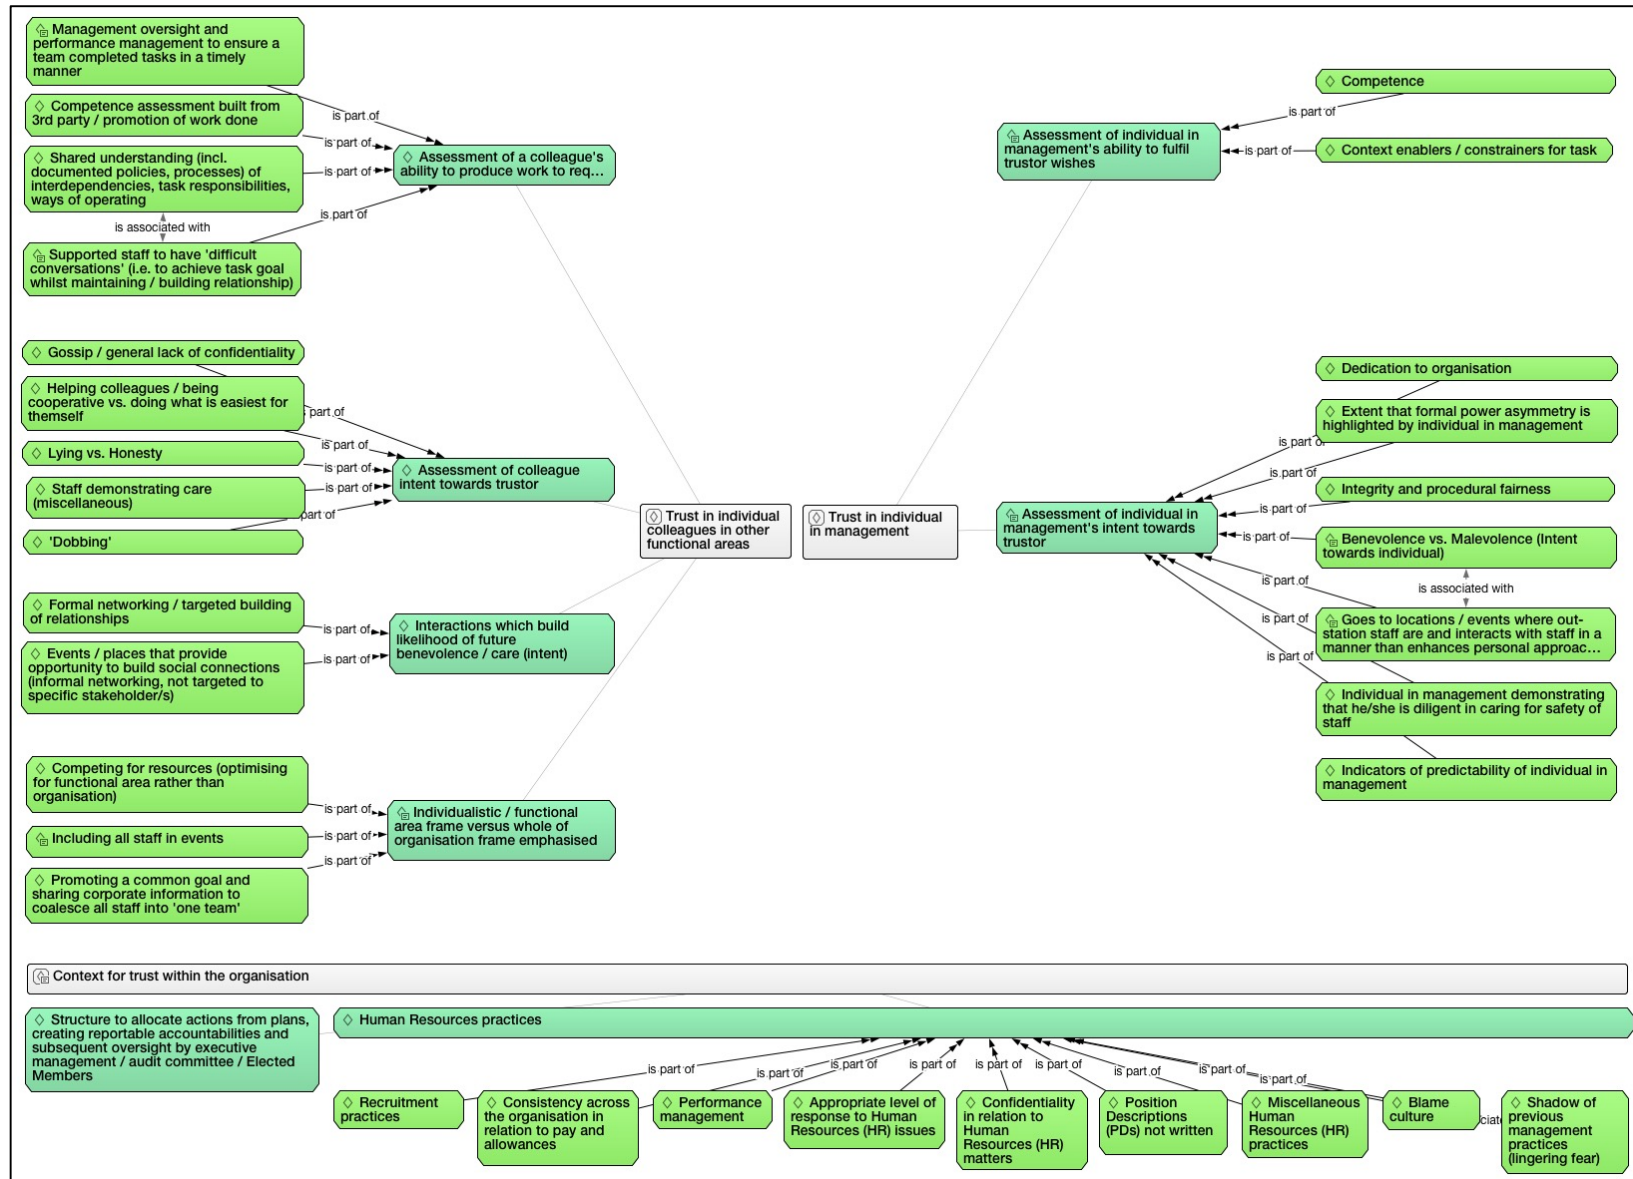 Management oversight and
performance management to ensure a
team completed tasks in a timely
manner
Competence assessment built from
3rd party / promotion of work done
Shared understanding (incl.
documented policies, processes) of
interdependencies, task responsibilities,
ways of operating
is associated with
Supported staff to have 'difficult
conversations' (i.e. to achieve task goal
whilst maintaining / building relationship)
is part of
is part of
is part of
is part of
Assessment of a colleague's
ability to produce work to req...
Gossip / general lack of confidentiality
Helping colleagues / being
cooperative vs. doing what is easiest for
themself
Lying vs. Honesty
Staff demonstrating care
(miscellaneous)
'Dobbing'
part of
is part of
is part of
is part of
part of
Assessment of colleague
intent towards trustor
Formal networking / targeted building
of relationships
Events / places that provide
opportunity to build social connections
(informal networking, not targeted to
specific stakeholder/s)
is part of
is part of
Interactions which build
likelihood of future
benevolence / care (intent)
Competing for resources (optimising
for functional area rather than
organisation)
Including all staff in events
Promoting a common goal and
sharing corporate information to
coalesce all staff into 'one team'
is part of
is part of
is part of
Individualistic / functional
area frame versus whole of
organisation frame emphasised
Trust in individual
colleagues in other
functional areas
Trust in individual
in management
Assessment of individual in
management's ability to fulfil
trustor wishes
is part of
is part of
Competence
Context enablers / constrainers for task
Assessment of individual in
management's intent towards
trustor
is part of
is part of
is part of
is part of
is part of
is part of
is part of
Dedication to organisation
Extent that formal power asymmetry is
highlighted by individual in management
Integrity and procedural fairness
Benevolence vs. Malevolence (Intent
towards individual)
is associated with
Goes to locations / events where out-
station staff are and interacts with staff in a
manner than enhances personal approac...
Individual in management demonstrating
that he/she is diligent in caring for safety of
staff
Indicators of predictability of individual in
management
Context for trust within the organisation
Structure to allocate actions from plans,
creating reportable accountabilities and
subsequent oversight by executive
management / audit committee / Elected
Members
Human Resources practices
is part of
is part of
is part of
is part of
is part of
is part of
is part of
is part of
is part of
Recruitment
practices
Consistency across
the organisation in
relation to pay and
allowances
Performance
management
Appropriate level of
response to Human
Resources (HR) issues
Confidentiality
in relation to
Human
Resources (HR)
matters
Position
Descriptions
(PDs) not written
Miscellaneous
Human
Resources (HR)
practices
Blame
culture
Shadow of
previous
management
practices
(lingering fear)